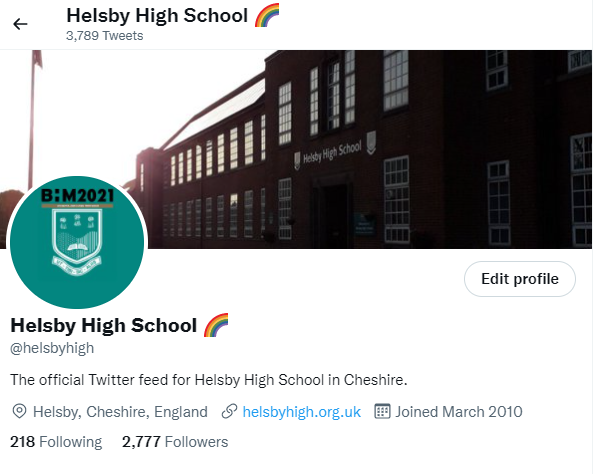 Helsby High School 🌈
3,789 Tweets
Helsby High School
BHM2021
Helsby High School 🌈
@helsbyhigh
The official Twitter feed for Helsby High School in Cheshire.
Edit profile
Helsby, Cheshire, England helsbyhigh.org.uk Joined March 2010
218 Following 2,777 Followers